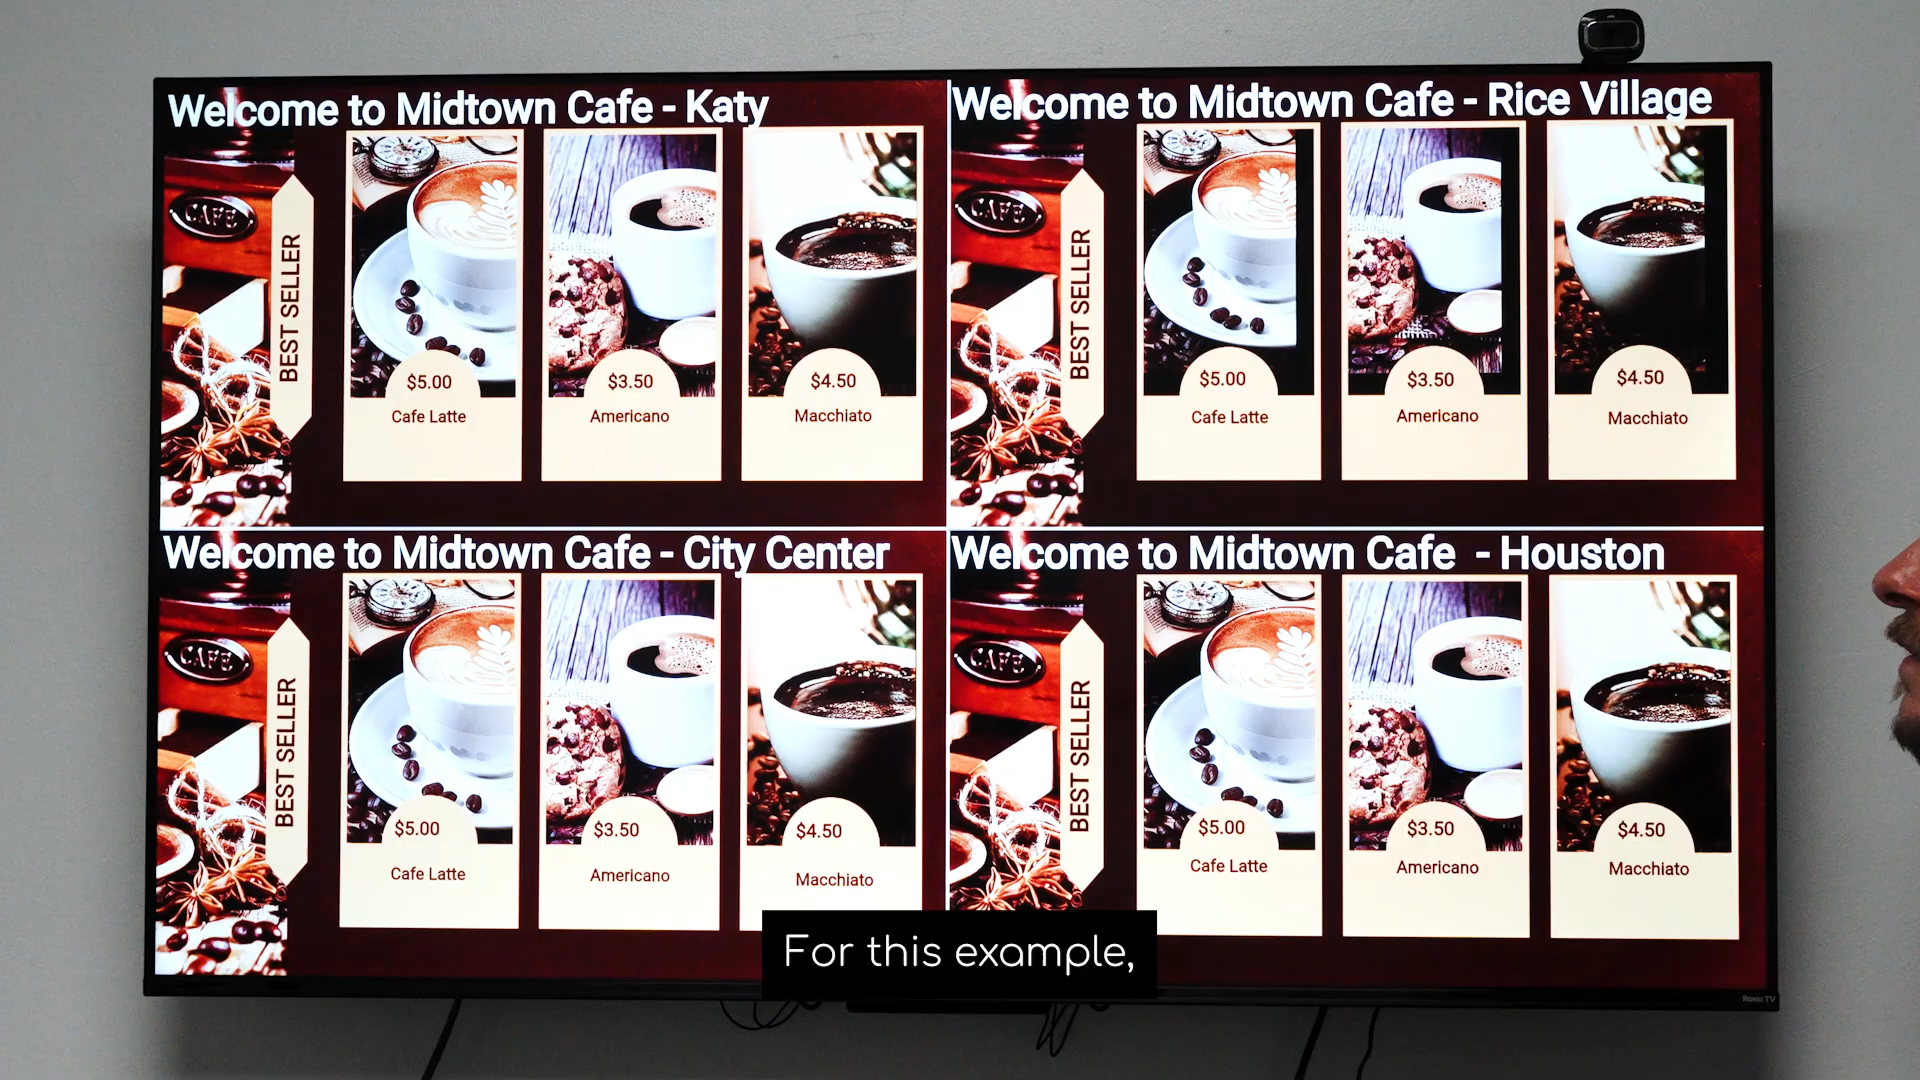 Welcome to Midtown Cafe - Katy
CAFE
BEST SELLER
$5.00
Cafe Latte
$3.50
Americano
$4.50
Macchiato
Welcome to Midtown Cafe - Rice Village
CAFE
BEST SELLER
$5.00
Cafe Latte
$3.50
Americano
$4.50
Macchiato
Welcome to Midtown Cafe - City Center
CAFE
BEST SELLER
$5.00
Cafe Latte
$3.50
Americano
$4.50
Macchiato
Welcome to Midtown Cafe - Houston
CAFE
BEST SELLER
$5.00
Cafe Latte
$3.50
Americano
$4.50
Macchiato
For this example,
Roku TV